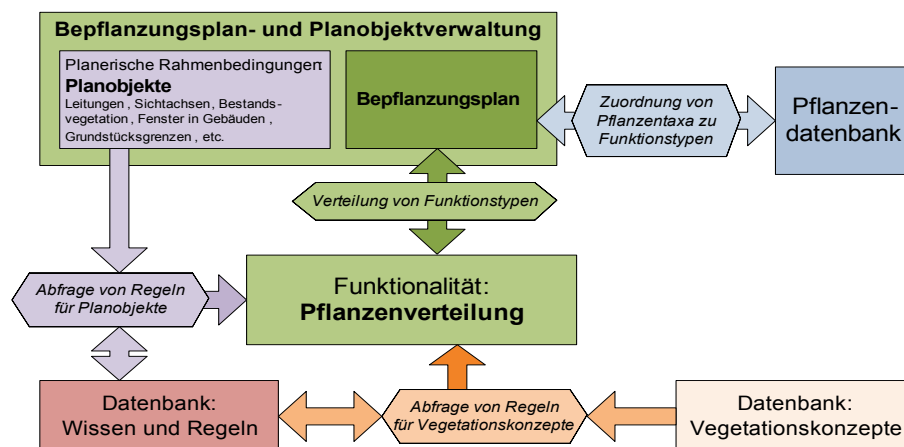 Bepflanzungsplan- und Planobjektverwaltung
Planerische Rahmenbedingungen:
Planobjekte
Leitungen , Sichtachsen, Bestands-
vegetation , Fenster in Gebäuden ,
Grundstücksgrenzen , etc.
Bepflanzungsplan
Zuordnung von
Pflanzentaxa zu
Funktionstypen
Pflanzen-
datenbank
Verteilung von Funktionstypen
Abfrage von Regeln
für Planobjekte
Funktionalität:
Pflanzenverteilung
Datenbank:
Wissen und Regeln
Abfrage von Regeln
für Vegetationskonzepte
Datenbank:
Vegetationskonzepte